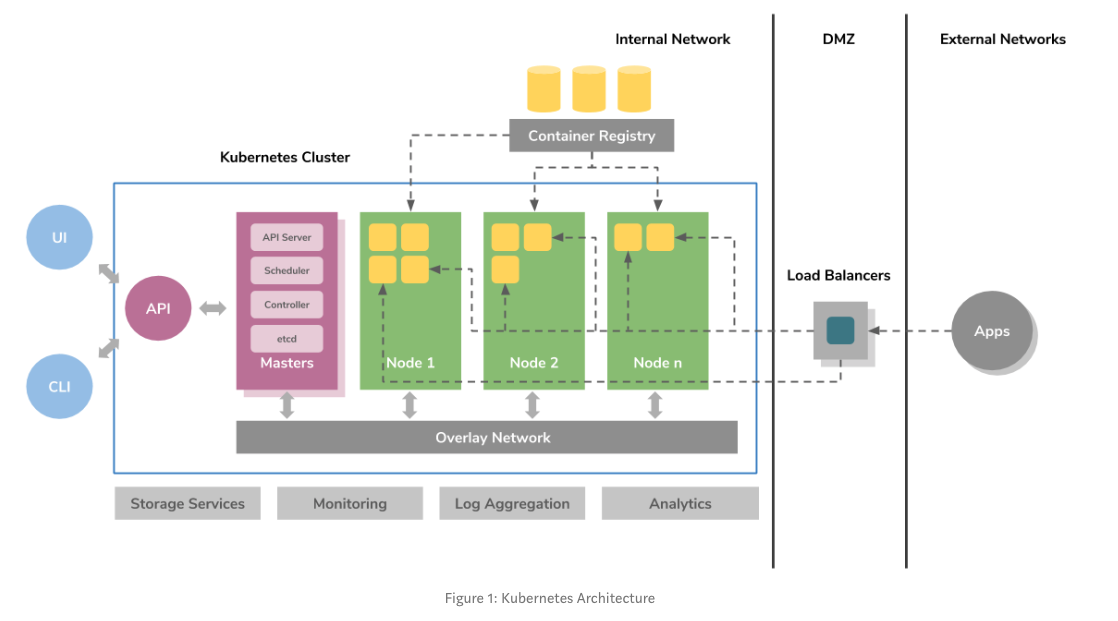 Internal Network
DMZ
External Networks
Container Registry
Kubernetes Cluster
UI
API
CLI
API Server
Scheduler
Controller
etcd
Masters
Node 1
Node 2
Node n
Load Balancers
Apps
Overlay Network
Storage Services
Monitoring
Log Aggregation
Analytics
Figure 1: Kubernetes Architecture